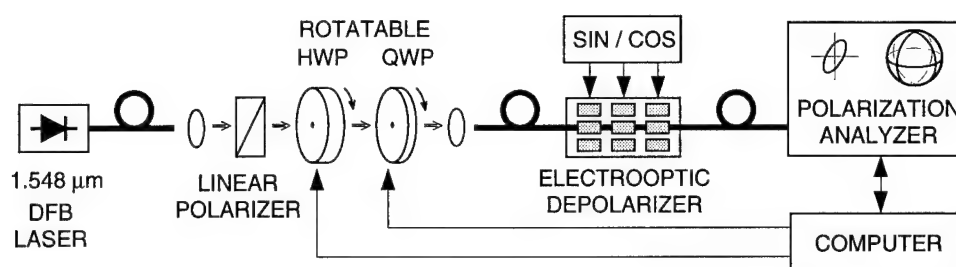 ROTATABLE
HWP QWP
SIN / COS
POLARIZATION
ANALYZER
1.548 µm
DFB
LASER
LINEAR
POLARIZER
ELECTROOPTIC
DEPOLARIZER
COMPUTER